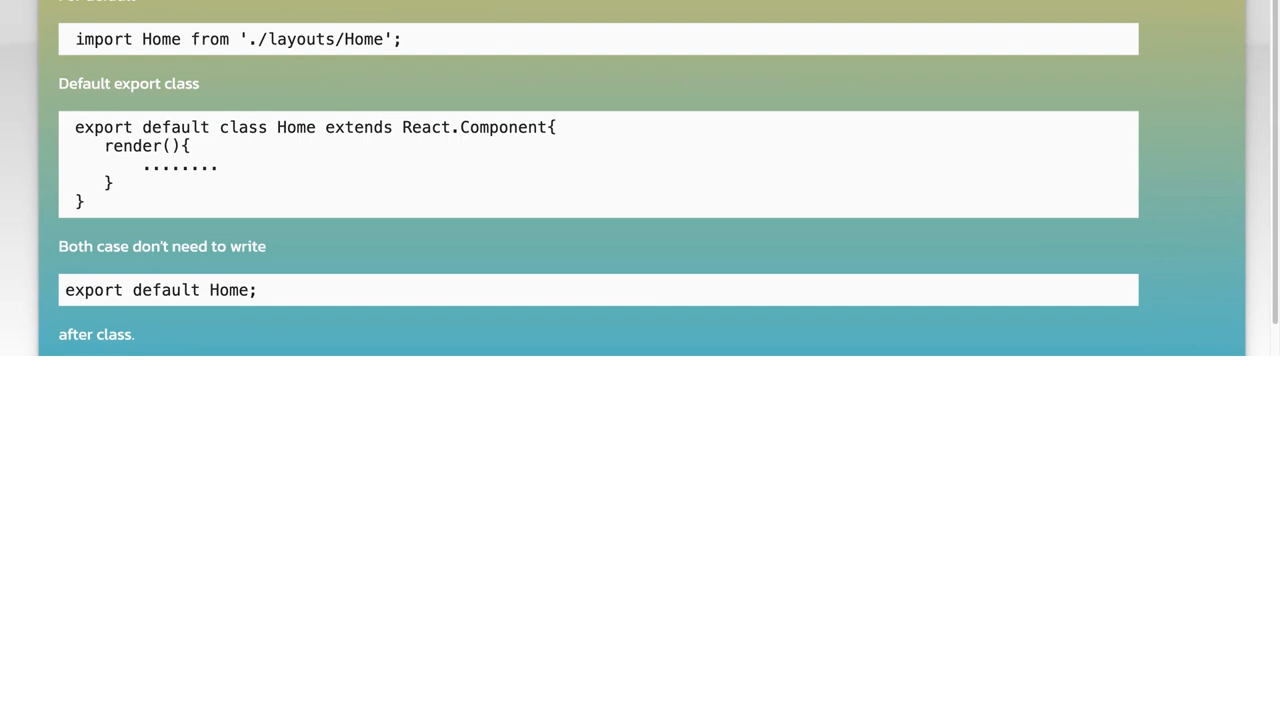 import Home from './layouts/Home';
Default export class
export default class Home extends React.Component{
render(){
........
}
}
Both case don't need to write
export default Home;
after class.